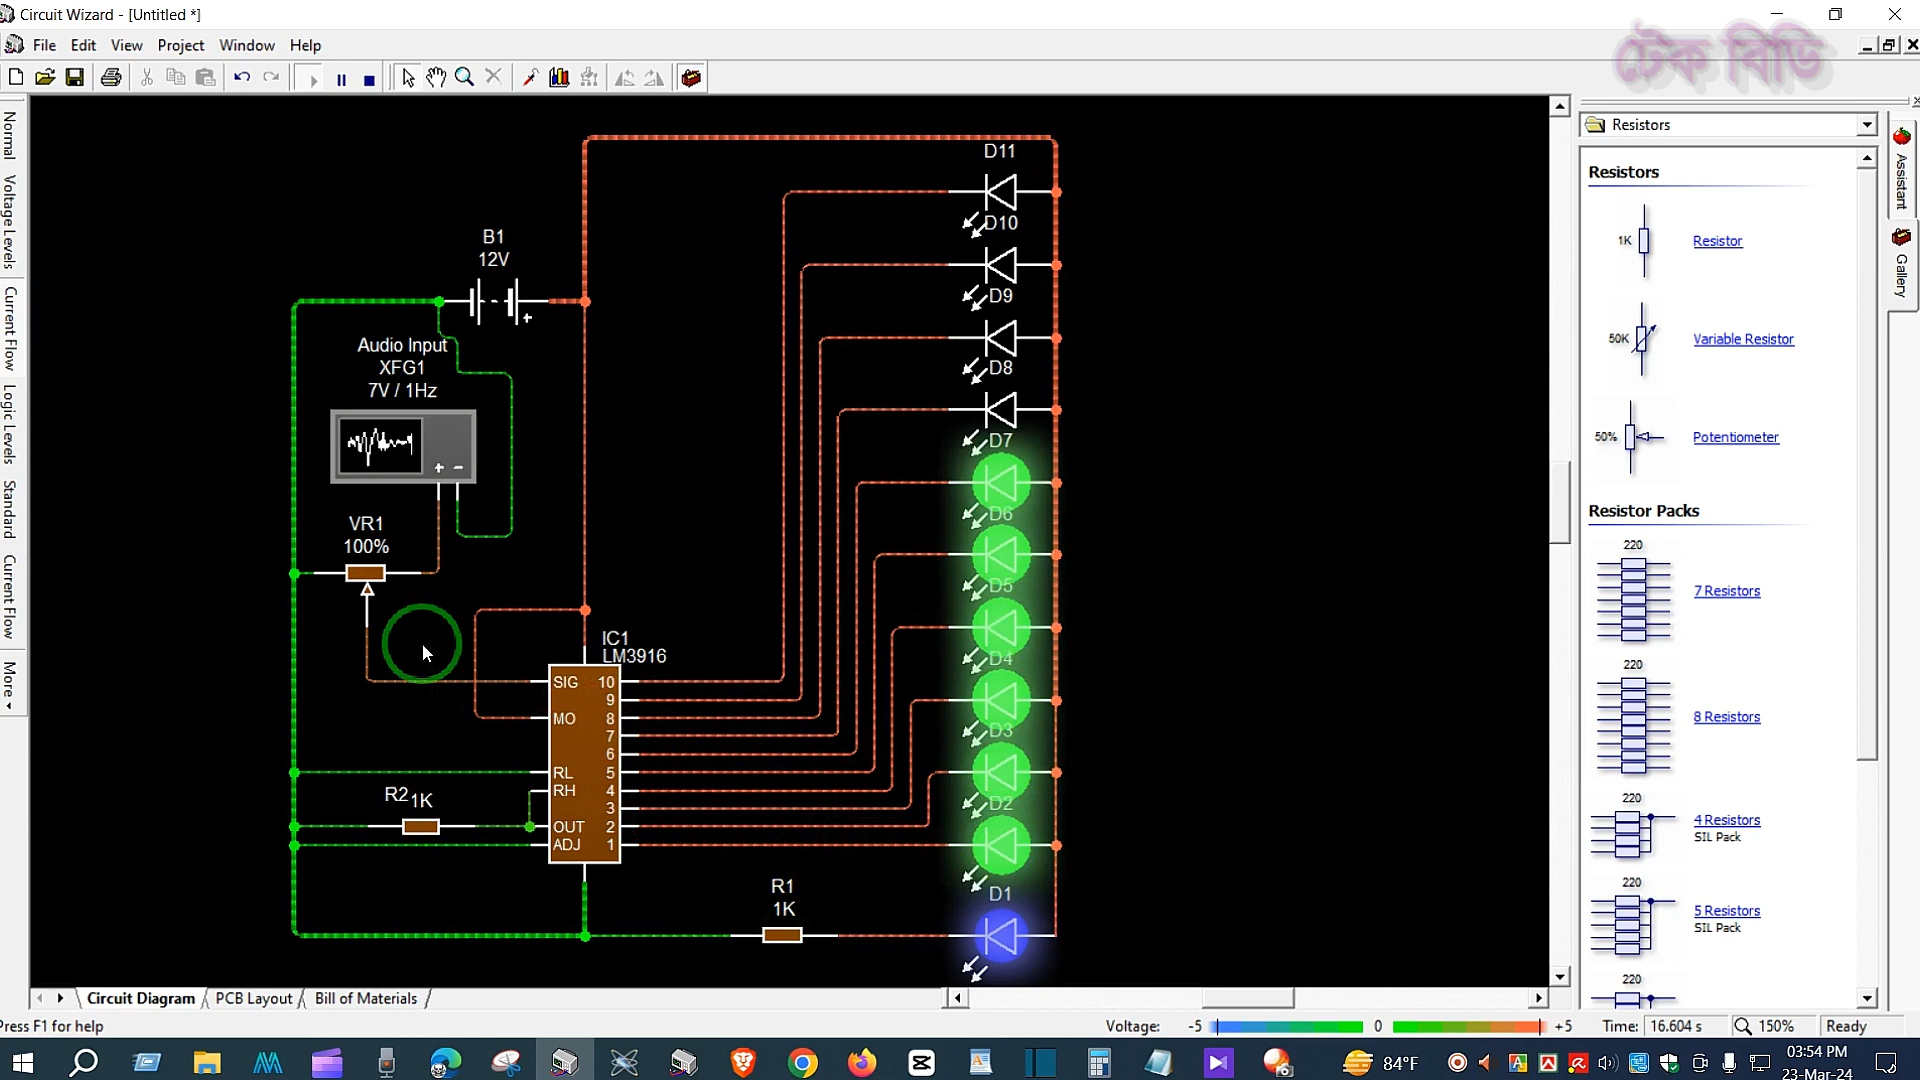 Circuit Wizard - [Untitled *]
টেক বিডি
File Edit View Project Window Help
Normal
Voltage Levels
Current Flow
Logic Levels
Standard
Current Flow
More
D11
D10
B1
12V
D9
Audio Input
XFG1
7V / 1Hz
D8
D7
VR1
100%
D6
D5
IC1
LM3916
D4
SIG 10
9
MO 8
7
6
RL 5
RH 4
3
OUT 2
ADJ 1
D3
R2 1K
D2
R1
1K
D1
+ -
+
Resistors
Assistant
Gallery
Resistors
1K Resistor
50K Variable Resistor
50% Potentiometer
Resistor Packs
220
7 Resistors
220
8 Resistors
220
4 Resistors
SIL Pack
220
5 Resistors
SIL Pack
220
Circuit Diagram PCB Layout Bill of Materials
Press F1 for help
Voltage: -5 0 +5 Time: 16.604 s 150% Ready
84°F
03:54 PM
23-Mar-24